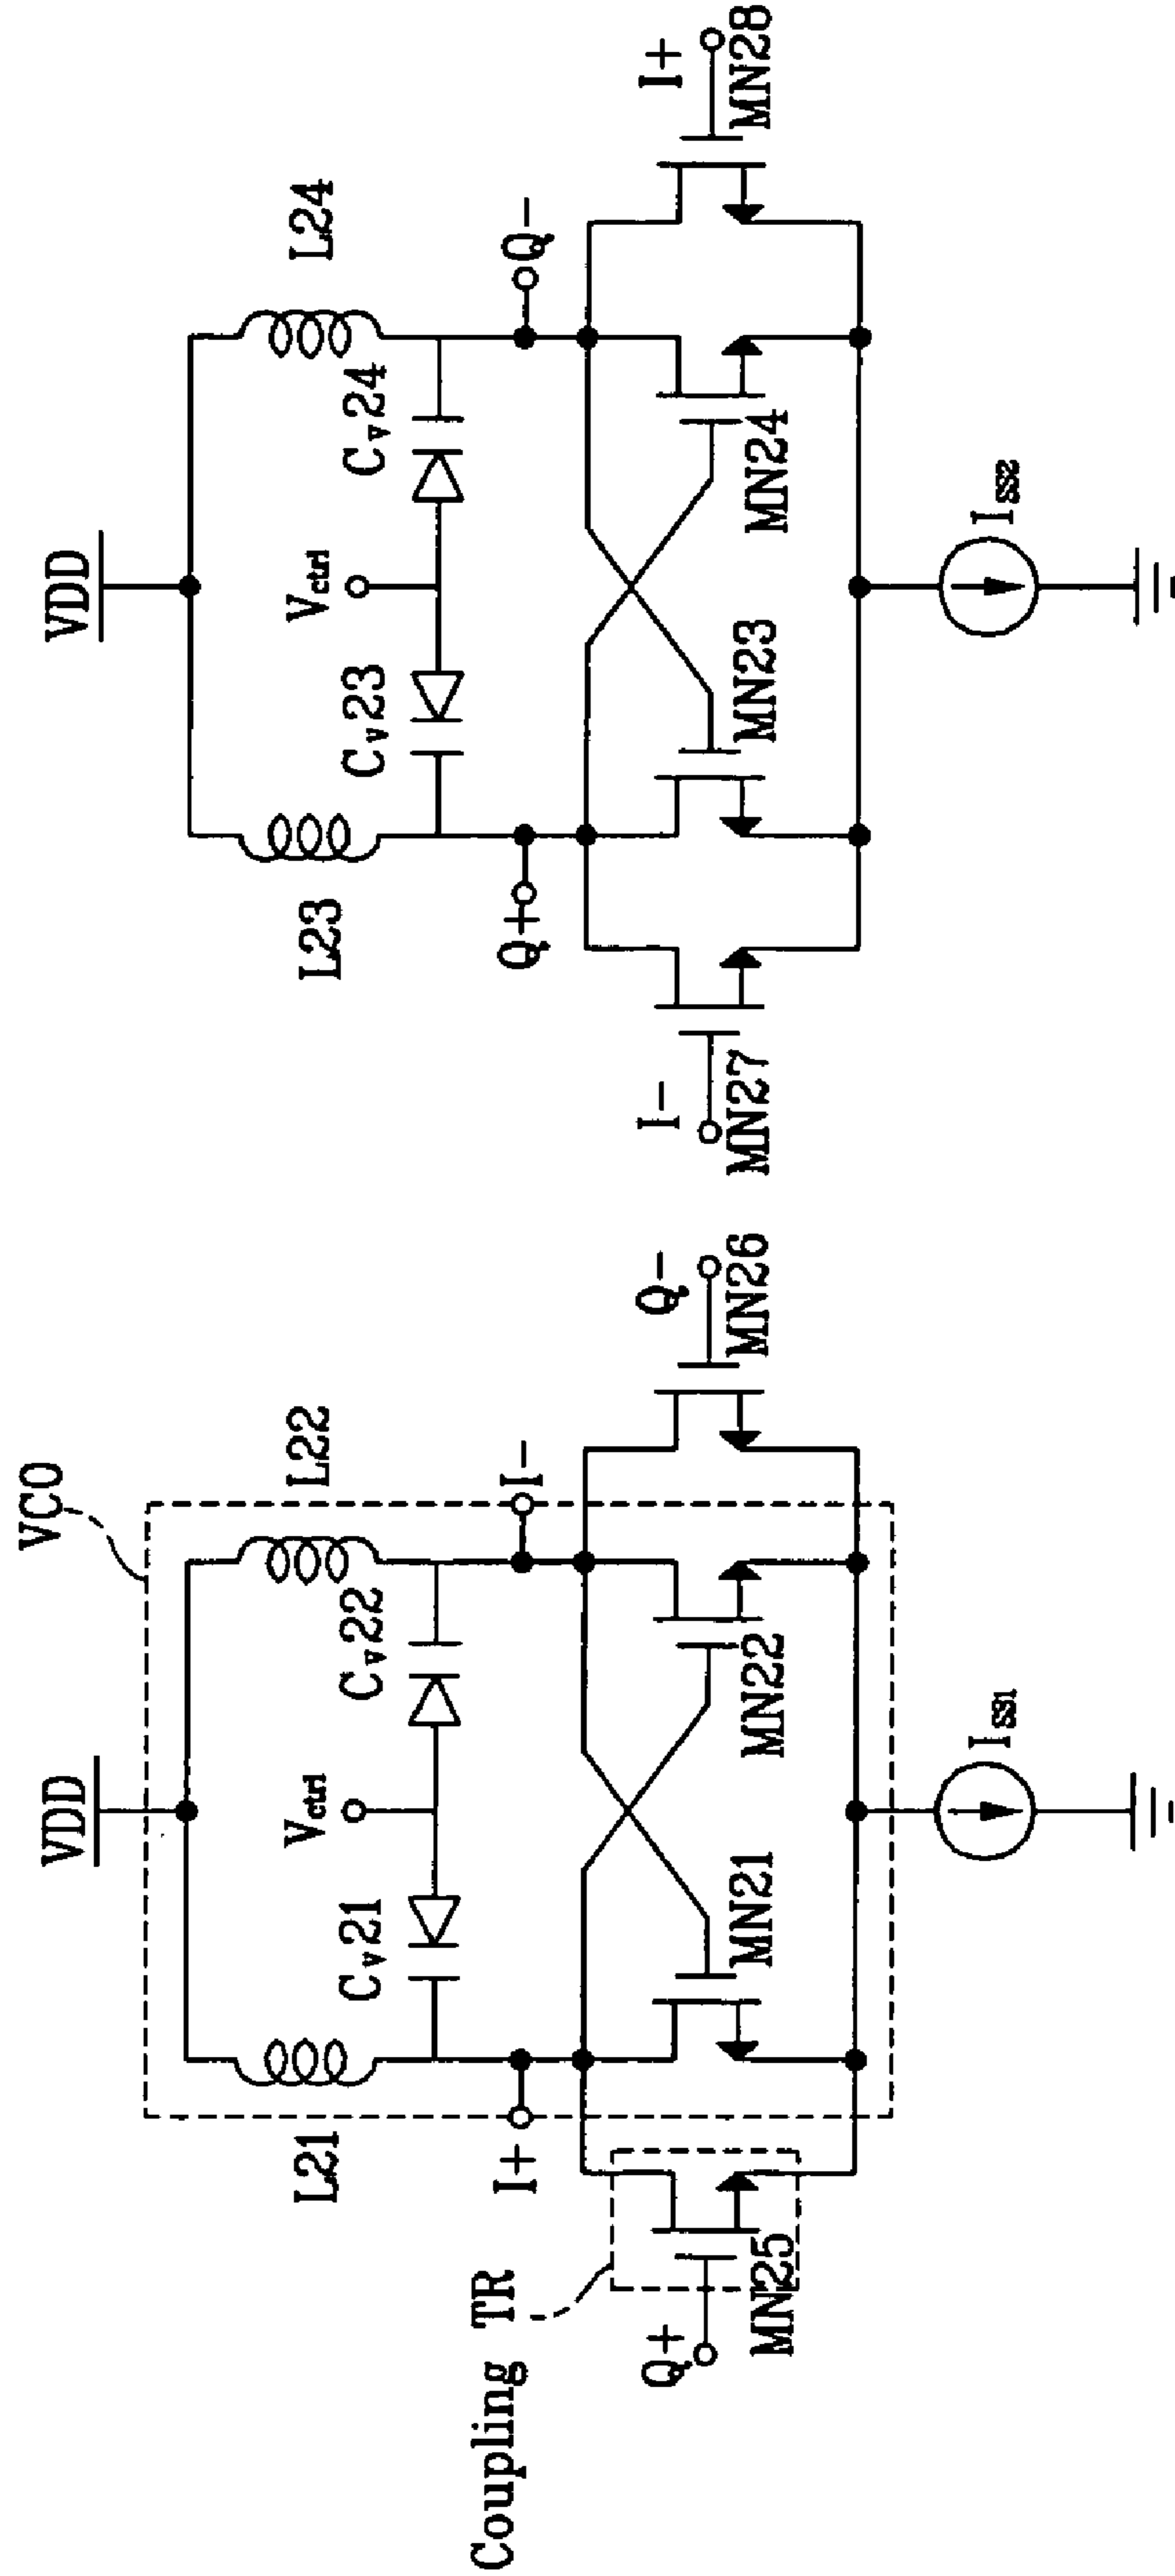 VCO
VDD
VDD
L21
L22
L23
L24
Vctrl
Vctrl
Cv21
Cv22
Cv23
Cv24
I+
I-
Q+
Q-
Coupling TR
Q+
Q-
I-
I+
MN25
MN21
MN22
MN26
MN27
MN23
MN24
MN28
ISS1
ISS2